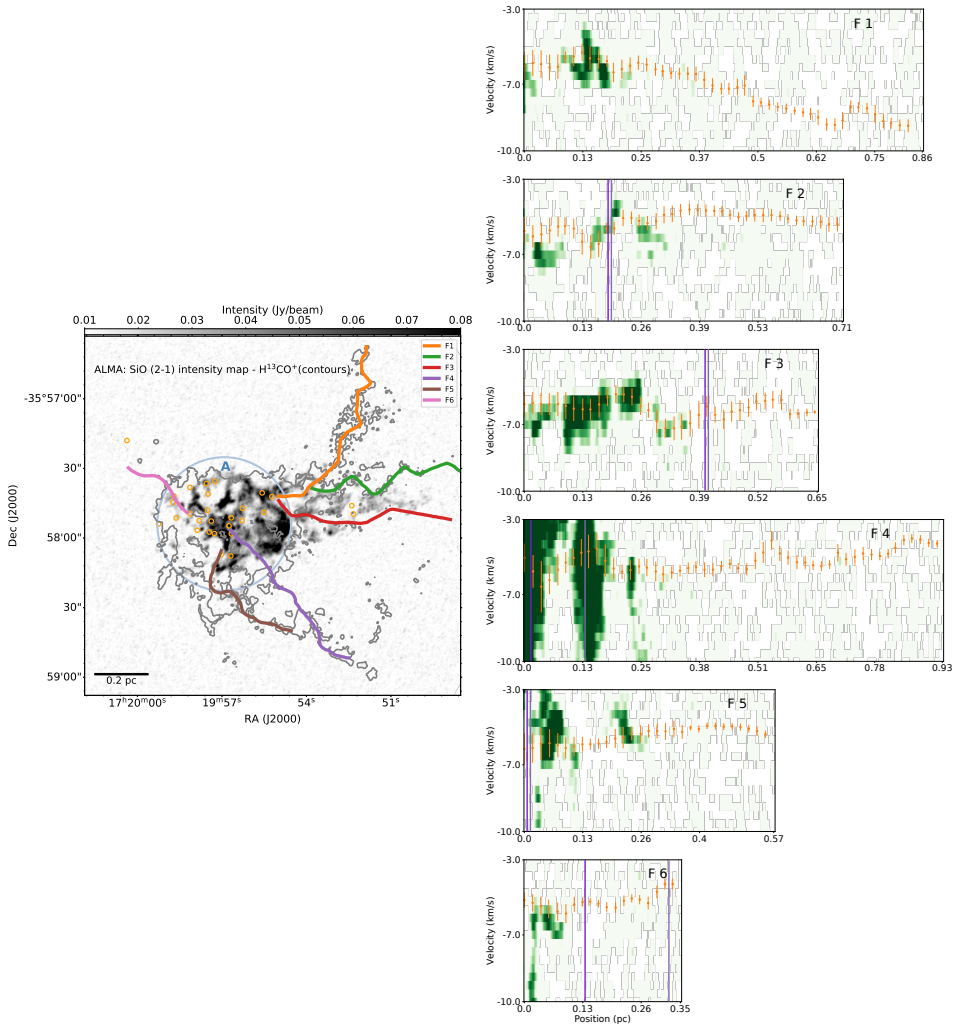 Intensity (Jy/beam)
0.01 0.02 0.03 0.04 0.05 0.06 0.07 0.08
ALMA: SiO (2-1) intensity map - H¹³CO⁺(contours)
F1
F2
F3
F4
F5
F6
A
-35°57'00"
30"
58'00"
30"
59'00"
Dec (J2000)
0.2 pc
17ʰ20ᵐ00ˢ 19ᵐ57ˢ 54ˢ 51ˢ
RA (J2000)
F 1
-3.0
-7.0
-10.0
Velocity (km/s)
0.0 0.13 0.26 0.37 0.5 0.62 0.75 0.86
F 2
-3.0
-7.0
-10.0
Velocity (km/s)
0.0 0.13 0.26 0.39 0.53 0.71
F 3
-3.0
-7.0
-10.0
Velocity (km/s)
0.0 0.13 0.26 0.39 0.53 0.65
F 4
-3.0
-7.0
-10.0
Velocity (km/s)
0.0 0.13 0.26 0.38 0.51 0.65 0.78 0.93
F 5
-3.0
-7.0
-10.0
Velocity (km/s)
0.0 0.13 0.26 0.4 0.57
F 6
-3.0
-7.0
-10.0
Velocity (km/s)
0.0 0.13 0.26 0.35
Position (pc)